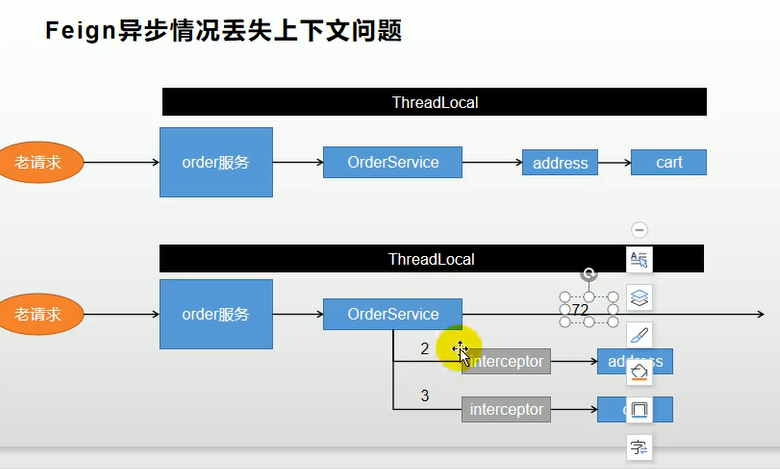 Feign异步情况丢失上下文问题
ThreadLocal
老请求
order服务
OrderService
address
cart
ThreadLocal
老请求
order服务
OrderService
72
2
interceptor
3
interceptor